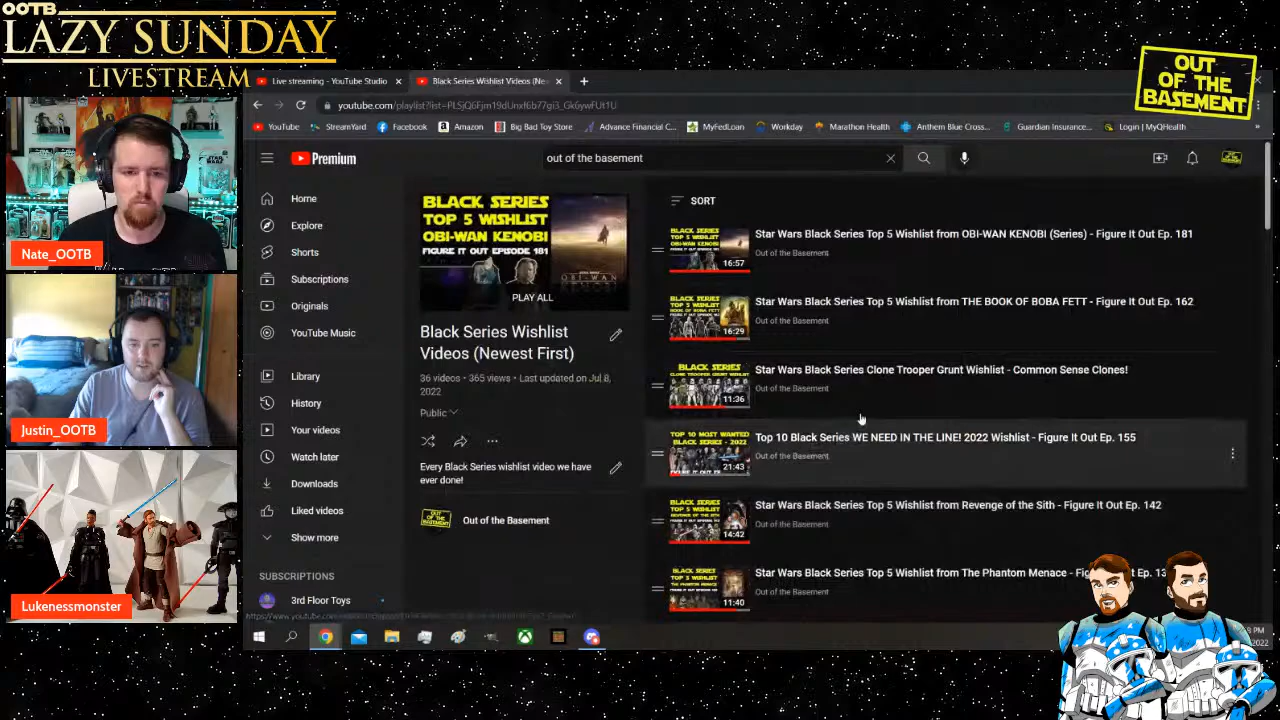 OOTB
LAZY SUNDAY
LIVESTREAM
OUT
OF THE
BASEMENT
Nate_OOTB
Justin_OOTB
Lukenessmonster
Live streaming - YouTube Studio
Black Series Wishlist Videos (Ne
youtube.com/playlist?list=
YouTube
StreamYard
Facebook
Amazon
Big Bad Toy Store
Advance Financial C...
MyFedLoan
Workday
Marathon Health
Anthem Blue Cross...
Guardian Insurance...
Login | MyQHealth
Premium
out of the basement
Home
Explore
Shorts
Subscriptions
Originals
YouTube Music
Library
History
Your videos
Watch later
Downloads
Liked videos
Show more
SUBSCRIPTIONS
3rd Floor Toys
BLACK SERIES
TOP 5 WISHLIST
OBI-WAN KENOBI
FIGURE IT OUT EPISODE 181
OBI-WAN
PLAY ALL
Black Series Wishlist
Videos (Newest First)
36 videos • 365 views • Last updated on Jul 8,
2022
Public
Every Black Series wishlist video we have
ever done!
Out of the Basement
SORT
16:57
Star Wars Black Series Top 5 Wishlist from OBI-WAN KENOBI (Series) - Figure It Out Ep. 181
Out of the Basement
16:29
Star Wars Black Series Top 5 Wishlist from THE BOOK OF BOBA FETT - Figure It Out Ep. 162
Out of the Basement
11:36
Star Wars Black Series Clone Trooper Grunt Wishlist - Common Sense Clones!
Out of the Basement
21:43
Top 10 Black Series WE NEED IN THE LINE in 2022 Wishlist - Figure It Out Ep.
Out of the Basement
14:42
Star Wars Black Series Top 5 Wishlist from Revenge of the Sith - Figure It Out Ep. 142
Out of the Basement
11:40
Star Wars Black Series Top 5 Wishlist from The Phantom Menace -
Out of the Basement
PM
2022